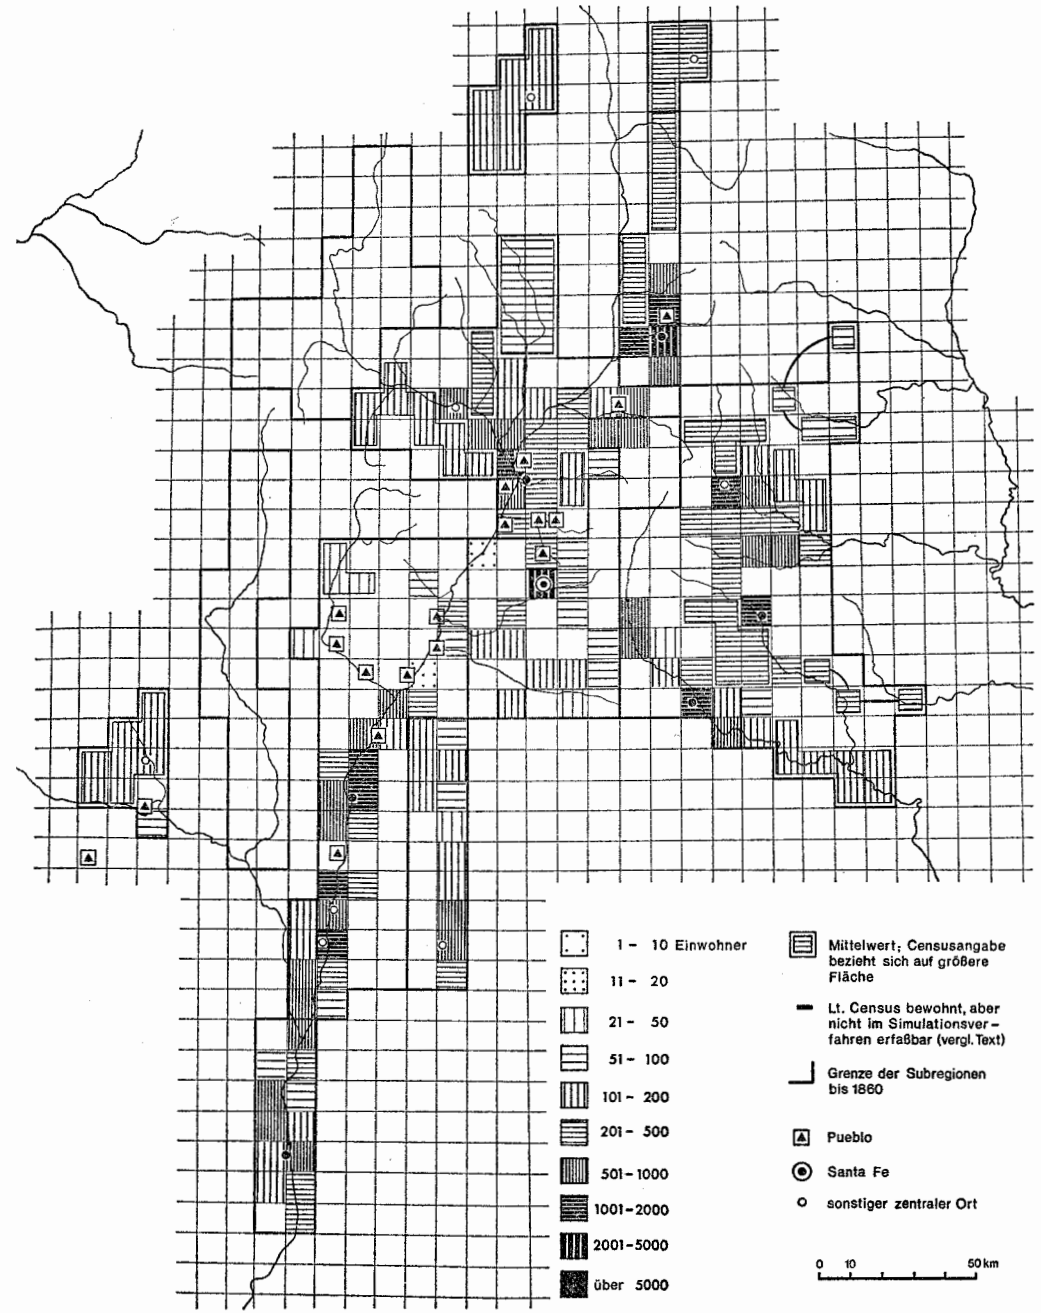 1 - 10 Einwohner
11 - 20
21 - 50
51 - 100
101 - 200
201 - 500
501 - 1000
1001 - 2000
2001 - 5000
über 5000
Mittelwert; Censusangabe
bezieht sich auf größere
Fläche
Lt. Census bewohnt, aber
nicht im Simulationsver-
fahren erfaßbar (vergl. Text)
Grenze der Subregionen
bis 1860
Pueblo
Santa Fe
sonstiger zentraler Ort
0 10 50 km